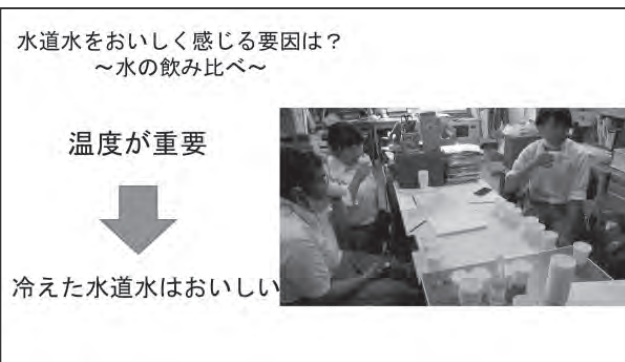 水道水をおいしく感じる要因は？
～水の飲み比べ～
温度が重要
冷えた水道水はおいしい